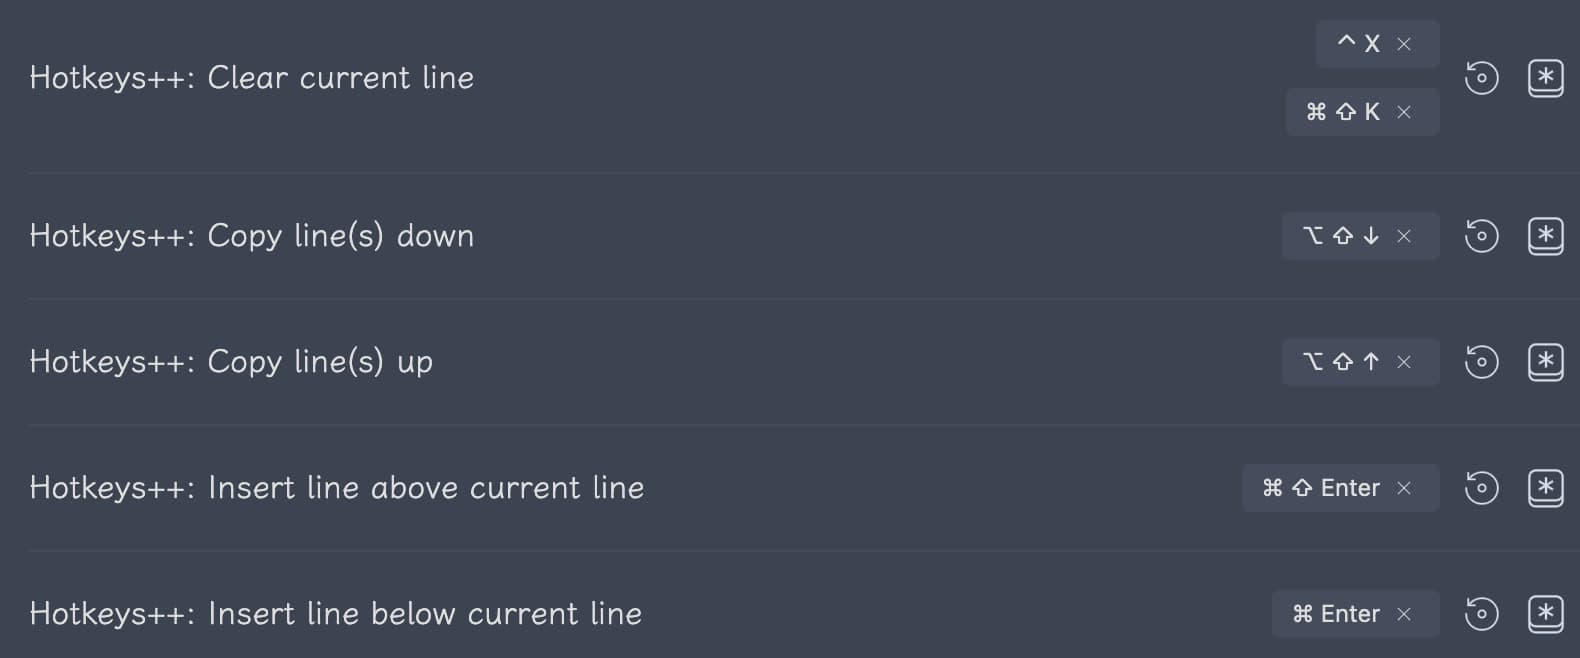 Hotkeys++: Clear current line
^ X ×
⌘ ⇧ K ×
Hotkeys++: Copy line(s) down
⌥ ⇧ ↓ ×
Hotkeys++: Copy line(s) up
⌥ ⇧ ↑ ×
Hotkeys++: Insert line above current line
⌘ ⇧ Enter ×
Hotkeys++: Insert line below current line
⌘ Enter ×